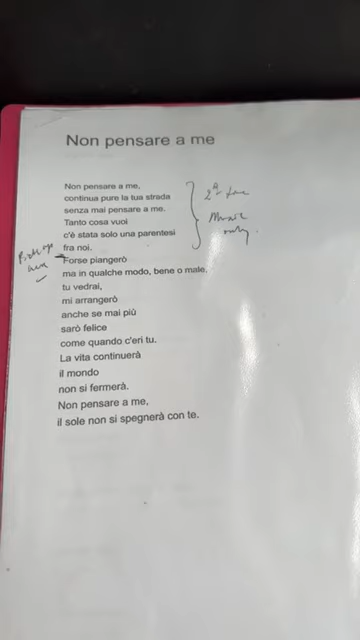 Non pensare a me
Non pensare a me,
continua pure la tua strada
senza mai pensare a me.
Tanto cosa vuoi
c'è stata solo una parentesi
fra noi.
Forse piangerò
ma in qualche modo, bene o male,
tu vedrai,
mi arrangerò
anche se mai più
sarò felice
come quando c'eri tu.
La vita continuerà
il mondo
non si fermerà.
Non pensare a me,
il sole non si spegnerà con te.
Music
only